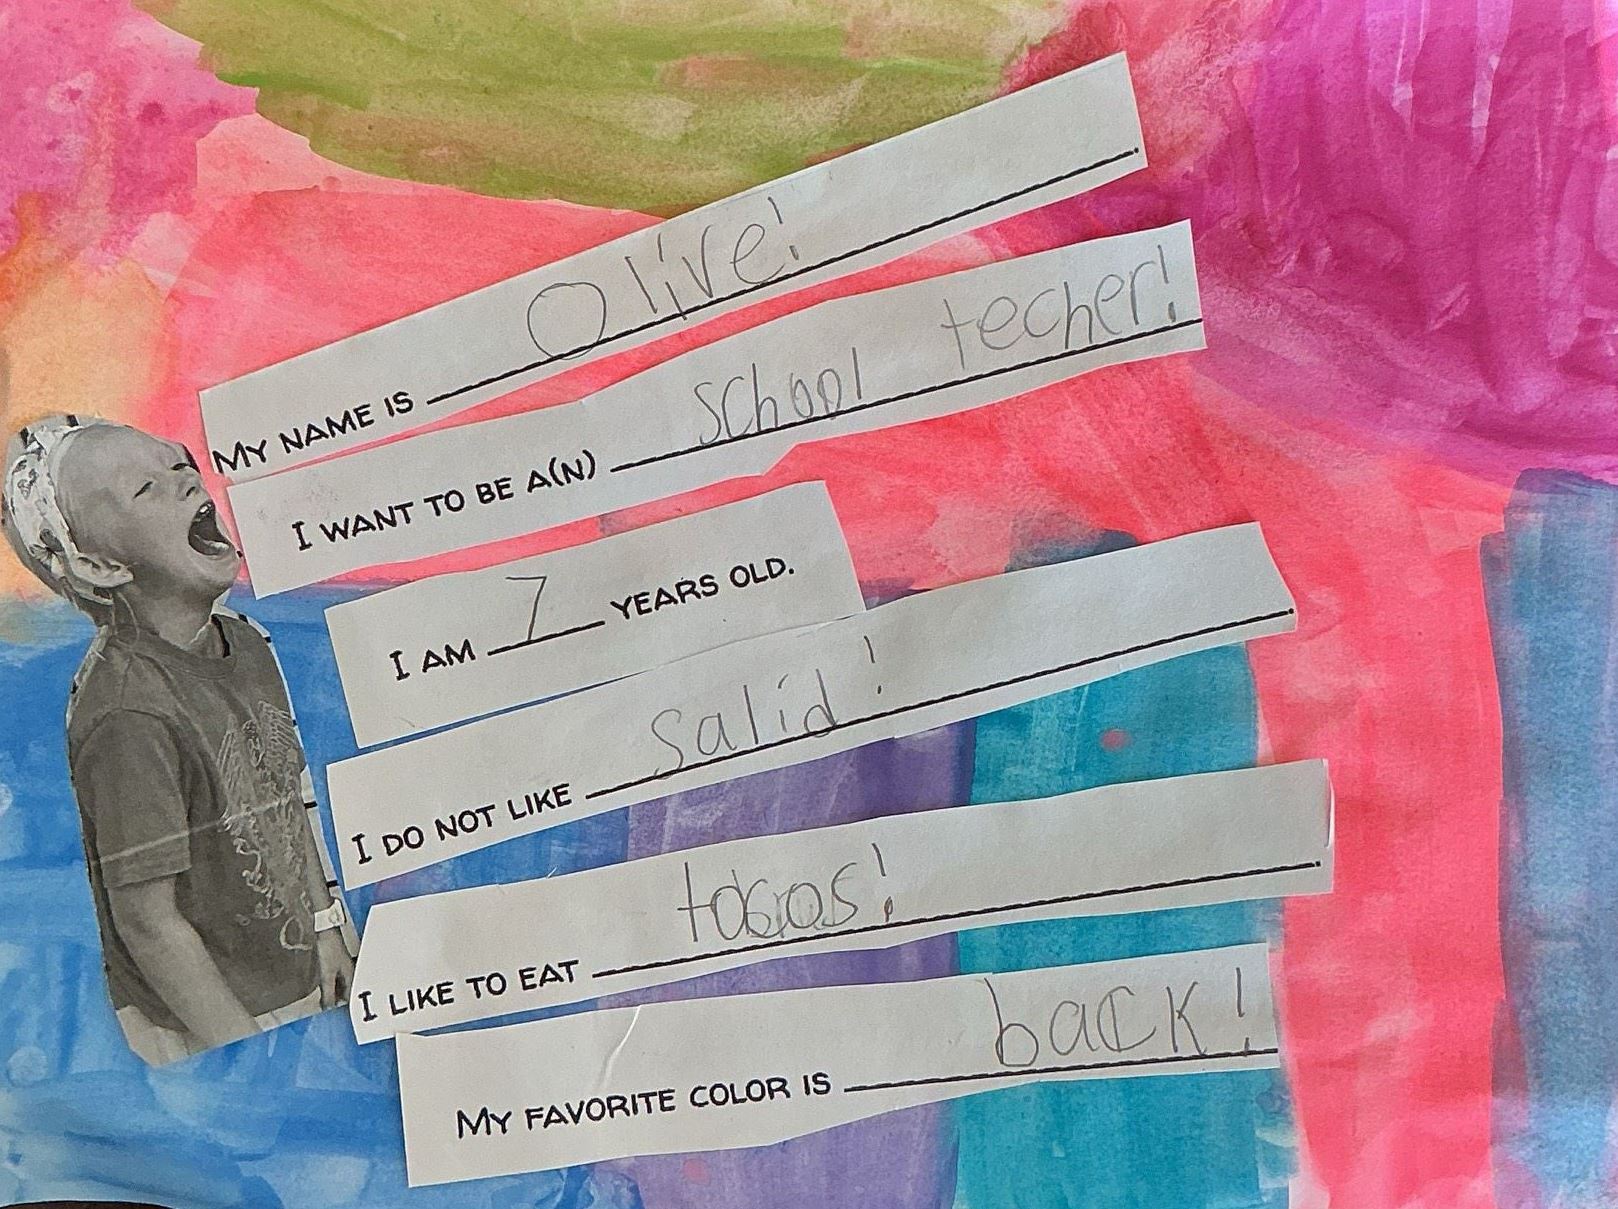 My name is Olive!.
I want to be a(n) school techer!
I am 7 years old.
I do not like salid!.
I like to eat tacos!.
My favorite color is back!